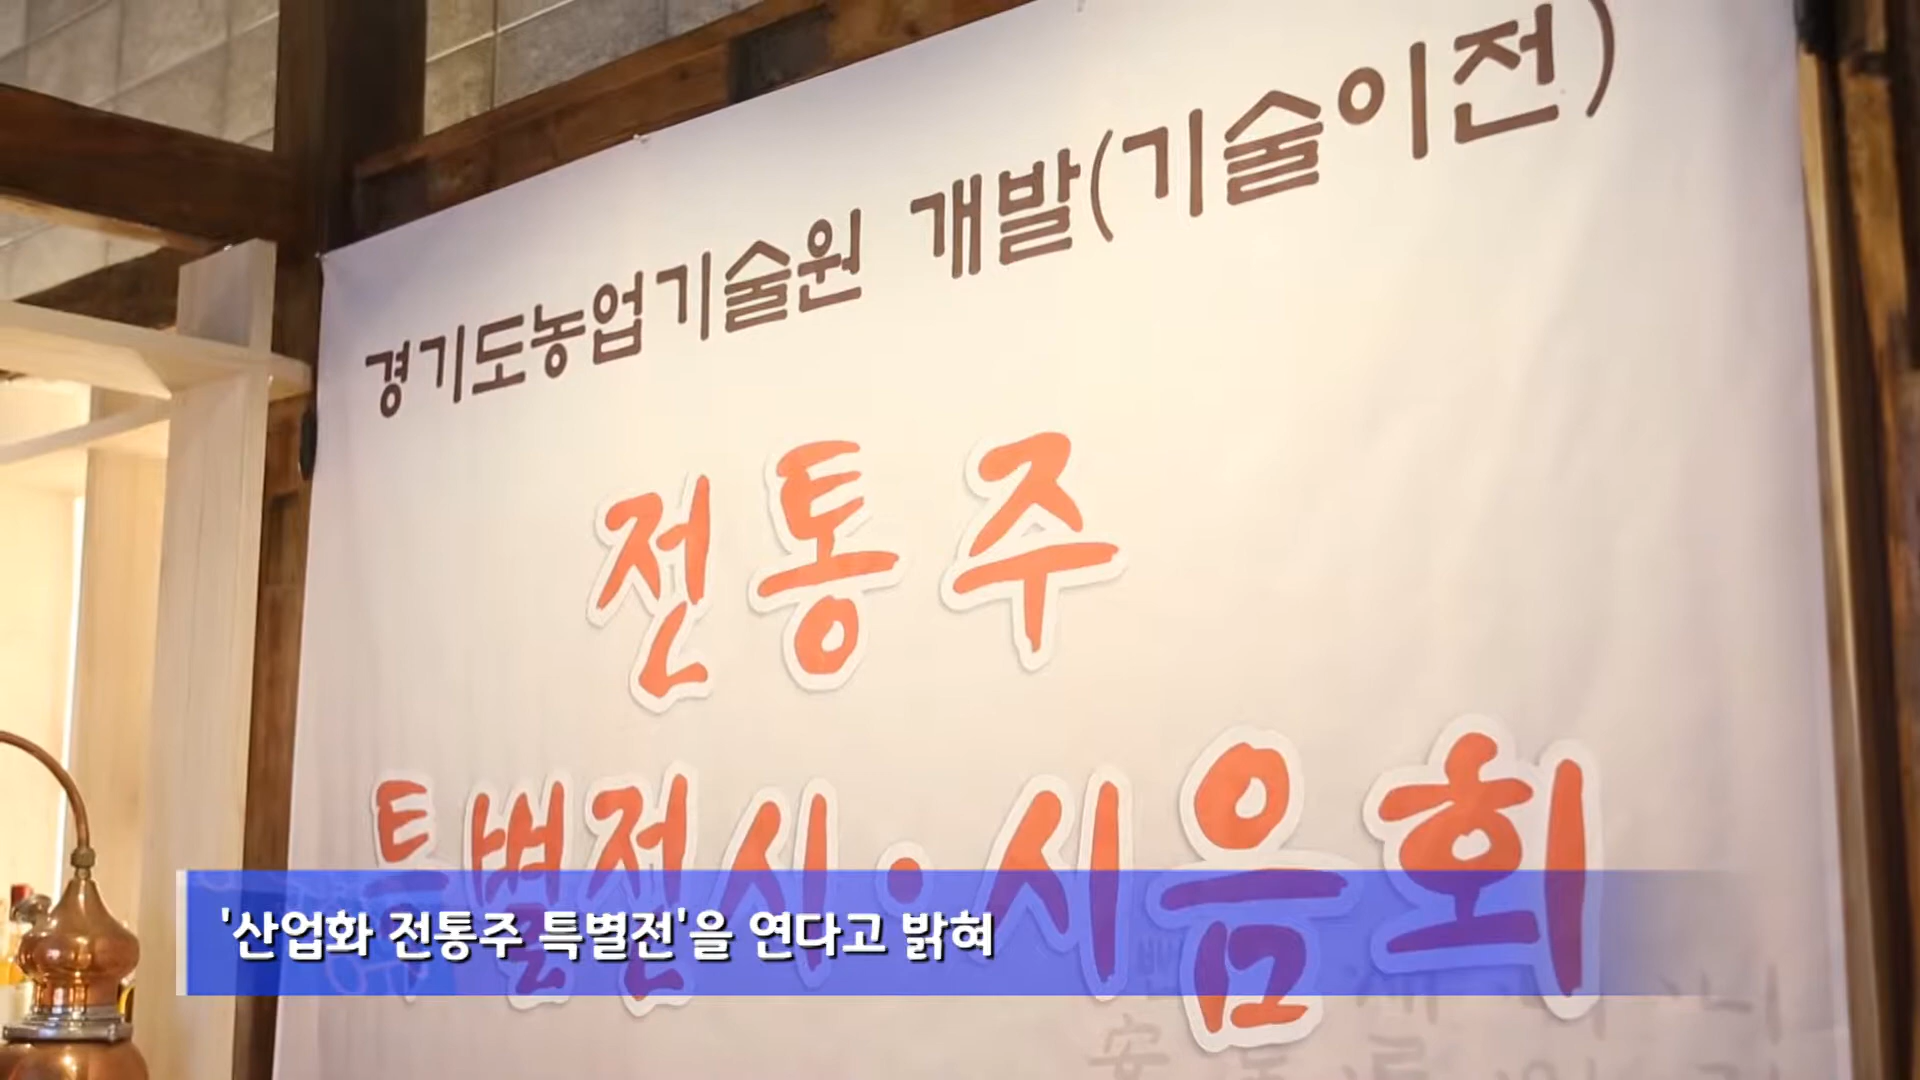 경기도농업기술원 개발(기술이전)
전통주
특별전시·시음회
'산업화 전통주 특별전'을 연다고 밝혀